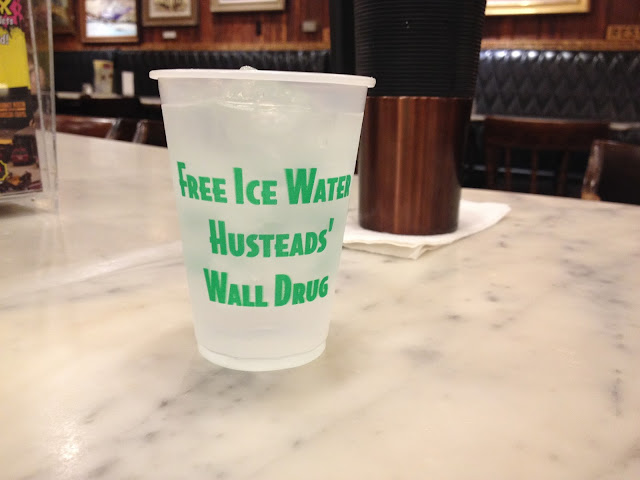 Free Ice Water
Husteads'
Wall Drug